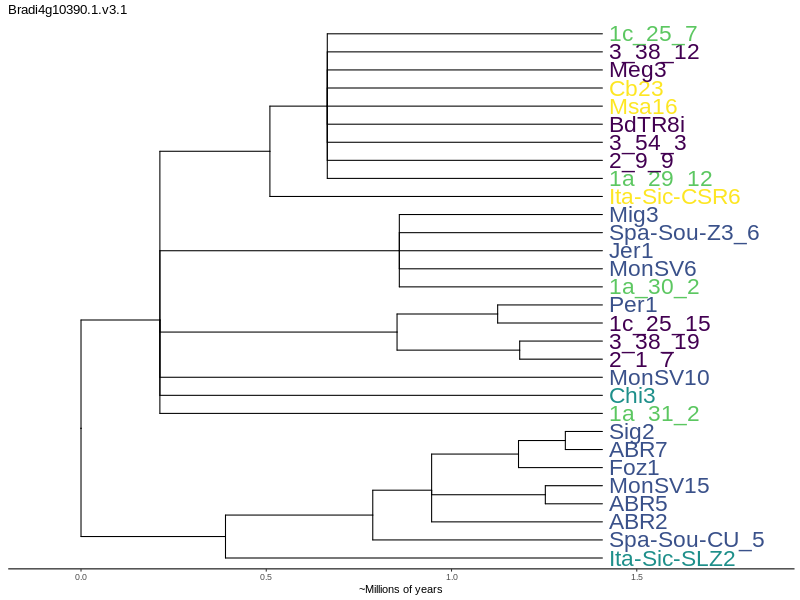 Bradi4g10390.1.v3.1
1c_25_7
3_38_12
Meg3
Cb23
Msa16
BdTR8i
3_54_3
2_9_9
1a_29_12
Ita-Sic-CSR6
Mig3
Spa-Sou-Z3_6
Jer1
MonSV6
1a_30_2
Per1
1c_25_15
3_38_19
2_1_7
MonSV10
Chi3
1a_31_2
Sig2
ABR7
Foz1
MonSV15
ABR5
ABR2
Spa-Sou-CU_5
Ita-Sic-SLZ2
0.0 0.5 1.0 1.5
~Millions of years